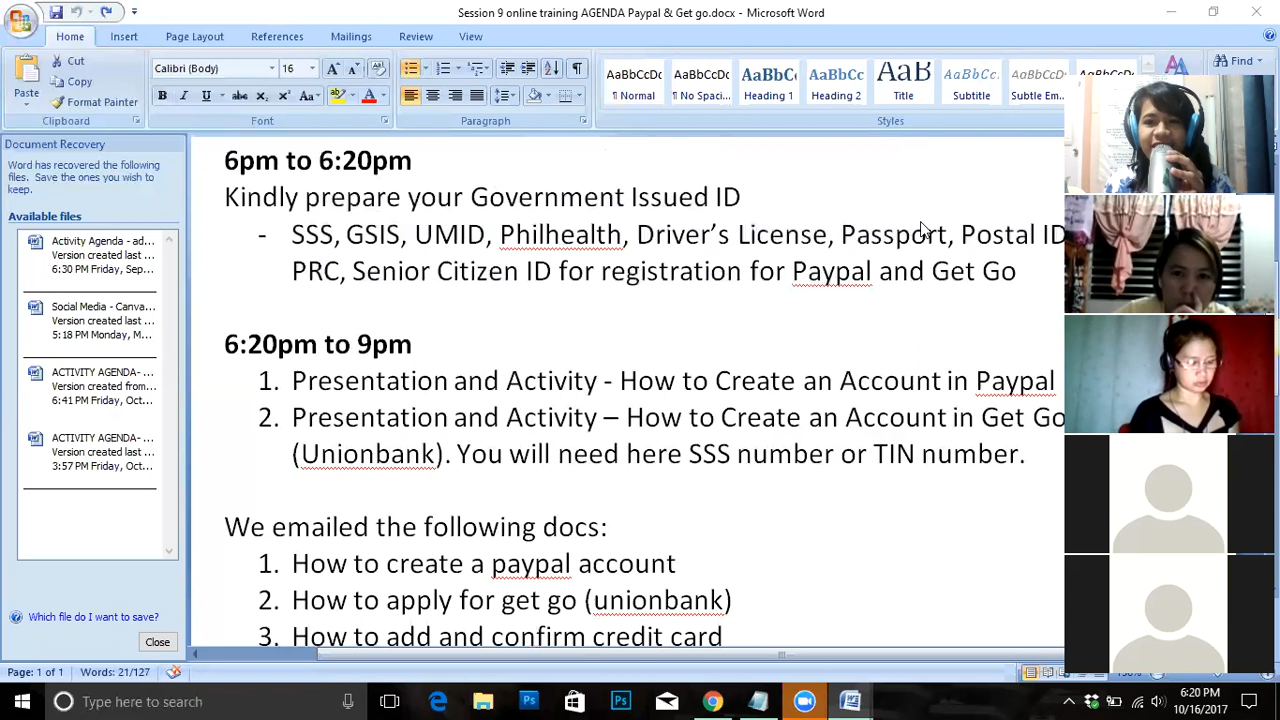 Session 9 online training AGENDA Paypal & Get go.docx - Microsoft Word
Home Insert Page Layout References Mailings Review View
Paste
Cut
Copy
Format Painter
Clipboard
Calibri (Body) 16
Font
Paragraph
AaBbCcDc AaBbCcDc AaBbC AaBbCc AaB AaBbCc. AaBbCcDc
¶ Normal ¶ No Spaci... Heading 1 Heading 2 Title Subtitle Subtle Em...
Styles
Find
Document Recovery
Word has recovered the following
files. Save the ones you wish to
keep.
Available files
Activity Agenda - ad...
Version created last ...
6:30 PM Friday, Sep...
Social Media - Canva...
Version created last ...
5:18 PM Monday, M...
ACTIVITY AGENDA- ...
Version created from...
6:41 PM Friday, Oct...
ACTIVITY AGENDA- ...
Version created last ...
3:57 PM Friday, Oct...
Which file do I want to save?
Close
6pm to 6:20pm
Kindly prepare your Government Issued ID
- SSS, GSIS, UMID, Philhealth, Driver’s License, Passport, Postal ID
PRC, Senior Citizen ID for registration for Paypal and Get Go
6:20pm to 9pm
1. Presentation and Activity - How to Create an Account in Paypal
2. Presentation and Activity – How to Create an Account in Get Go
(Unionbank). You will need here SSS number or TIN number.
We emailed the following docs:
1. How to create a paypal account
2. How to apply for get go (unionbank)
3. How to add and confirm credit card
Page: 1 of 1 Words: 21/127
Type here to search
6:20 PM
10/16/2017